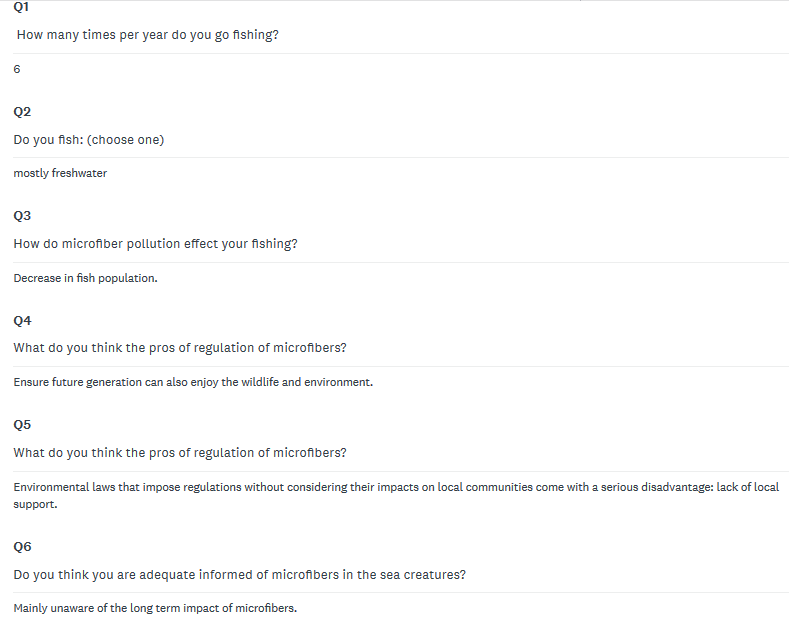 Q1
How many times per year do you go fishing?
6
Q2
Do you fish: (choose one)
mostly freshwater
Q3
How do microfiber pollution effect your fishing?
Decrease in fish population.
Q4
What do you think the pros of regulation of microfibers?
Ensure future generation can also enjoy the wildlife and environment.
Q5
What do you think the pros of regulation of microfibers?
Environmental laws that impose regulations without considering their impacts on local communities come with a serious disadvantage: lack of local
support.
Q6
Do you think you are adequate informed of microfibers in the sea creatures?
Mainly unaware of the long term impact of microfibers.